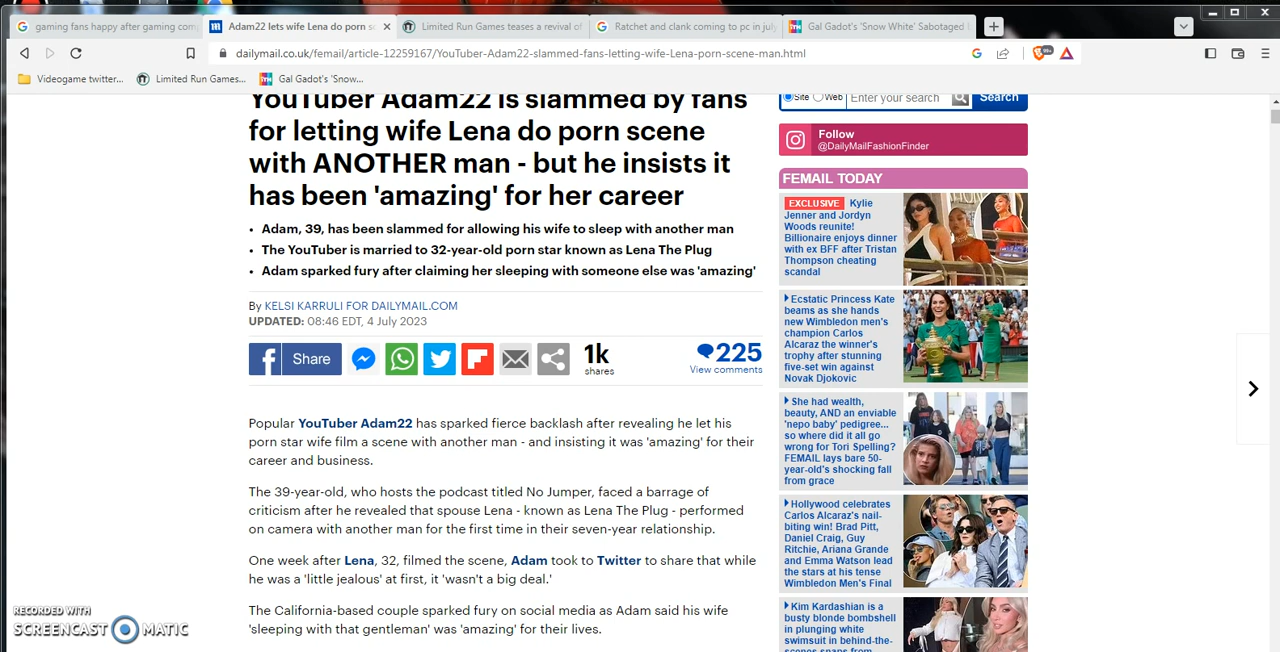 gaming fans happy after gaming com
Adam22 lets wife Lena do porn sc
Limited Run Games teases a revival of
Ratchet and clank coming to pc in july
Gal Gadot's 'Snow White' Sabotaged
dailymail.co.uk/femail/article-12259167/YouTuber-Adam22-slammed-fans-letting-wife-Lena-porn-scene-man.html
99+
Videogame twitter...
Limited Run Games...
Gal Gadot's 'Snow...
YouTuber Adam22 is slammed by fans
for letting wife Lena do porn scene
with ANOTHER man - but he insists it
has been 'amazing' for her career
• Adam, 39, has been slammed for allowing his wife to sleep with another man
• The YouTuber is married to 32-year-old porn star known as Lena The Plug
• Adam sparked fury after claiming her sleeping with someone else was 'amazing'
By KELSI KARRULI FOR DAILYMAIL.COM
UPDATED: 08:46 EDT, 4 July 2023
Share
1k
shares
225
View comments
Popular YouTuber Adam22 has sparked fierce backlash after revealing he let his
porn star wife film a scene with another man - and insisting it was 'amazing' for their
career and business.
The 39-year-old, who hosts the podcast titled No Jumper, faced a barrage of
criticism after he revealed that spouse Lena - known as Lena The Plug - performed
on camera with another man for the first time in their seven-year relationship.
One week after Lena, 32, filmed the scene, Adam took to Twitter to share that while
he was a 'little jealous' at first, it 'wasn't a big deal.'
The California-based couple sparked fury on social media as Adam said his wife
'sleeping with that gentleman' was 'amazing' for their lives.
Site Web Enter your search Search
Follow
@DailyMailFashionFinder
FEMAIL TODAY
EXCLUSIVE Kylie
Jenner and Jordyn
Woods reunite!
Billionaire enjoys dinner
with ex BFF after Tristan
Thompson cheating
scandal
Ecstatic Princess Kate
beams as she hands
new Wimbledon men's
champion Carlos
Alcaraz the winner's
trophy after stunning
five-set win against
Novak Djokovic
She had wealth,
beauty, AND an enviable
'nepo baby' pedigree...
so where did it all go
wrong for Tori Spelling?
FEMAIL lays bare 50-
year-old's shocking fall
from grace
Hollywood celebrates
Carlos Alcaraz's nail-
biting win! Brad Pitt,
Daniel Craig, Guy
Ritchie, Ariana Grande
and Emma Watson lead
the stars at his tense
Wimbledon Men's Final
Kim Kardashian is a
busty blonde bombshell
in plunging white
swimsuit in behind-the-
scenes snaps from
RECORDED WITH
SCREENCAST MATIC